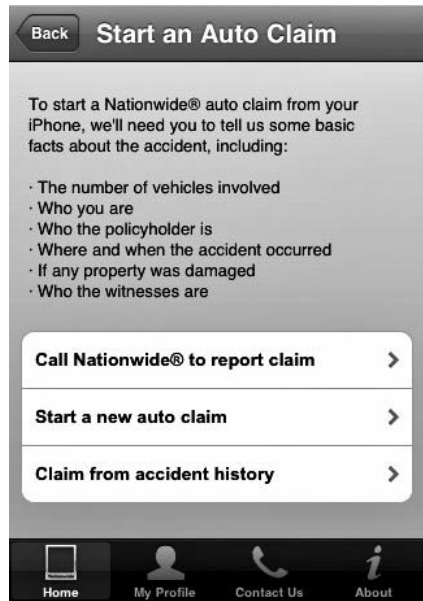 Back
Start an Auto Claim
To start a Nationwide® auto claim from your
iPhone, we'll need you to tell us some basic
facts about the accident, including:
· The number of vehicles involved
· Who you are
· Who the policyholder is
· Where and when the accident occurred
· If any property was damaged
· Who the witnesses are
Call Nationwide® to report claim
Start a new auto claim
Claim from accident history
Home My Profile Contact Us About